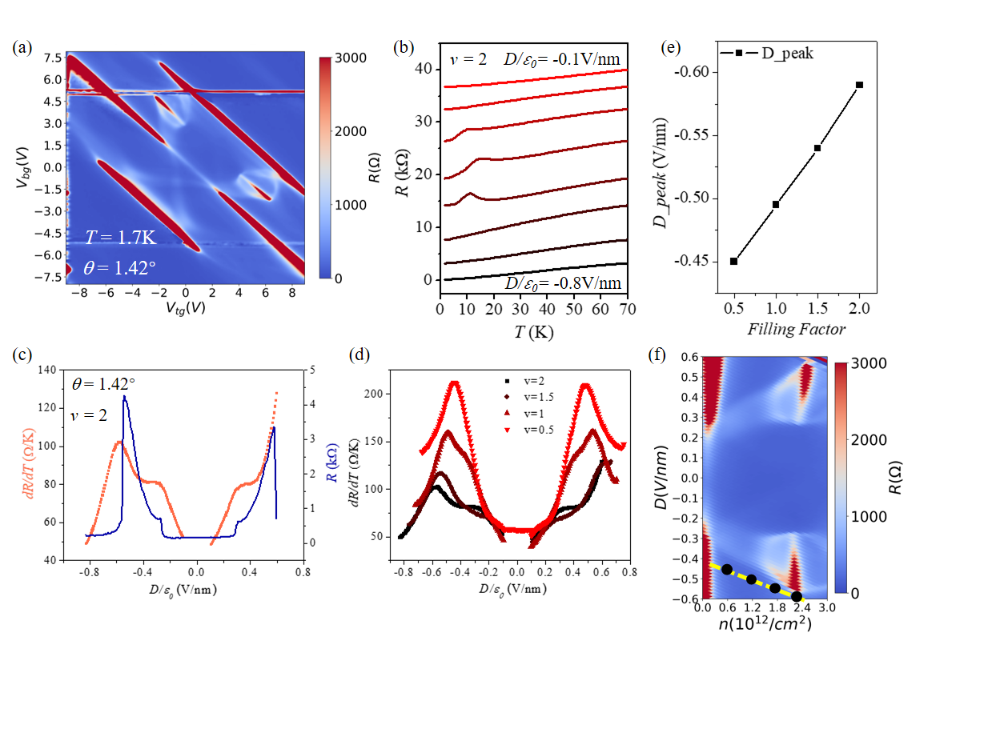 (a)
7.5
6.0
4.5
3.0
1.5
0.0
−1.5
−3.0
−4.5
−6.0
−7.5
V_bg(V)
T = 1.7K
θ = 1.42°
−8 −6 −4 −2 0 2 4 6 8
V_tg(V)
3000
2000
1000
0
R(Ω)
(b)
v = 2 D/ε₀= -0.1V/nm
40
30
20
10
0
R (kΩ)
D/ε₀= -0.8V/nm
0 10 20 30 40 50 60 70
T (K)
(e)
D_peak
-0.60
-0.55
-0.50
-0.45
D_peak (V/nm)
0.5 1.0 1.5 2.0
Filling Factor
(c)
θ = 1.42°
v = 2
140
120
100
80
60
40
dR/dT (Ω/K)
5
4
3
2
1
0
R (kΩ)
-0.8 -0.4 0.0 0.4 0.8
D/ε₀ (V/nm)
(d)
v=2
v=1.5
v=1
v=0.5
200
150
100
50
dR/dT (Ω/K)
-0.8 -0.6 -0.4 -0.2 0.0 0.2 0.4 0.6 0.8
D/ε₀ (V/nm)
(f)
0.6
0.5
0.4
0.3
0.2
0.1
0.0
−0.1
−0.2
−0.3
−0.4
−0.5
−0.6
D(V/nm)
0.0 0.6 1.2 1.8 2.4 3.0
n(10¹²/cm²)
3000
2000
1000
0
R(Ω)